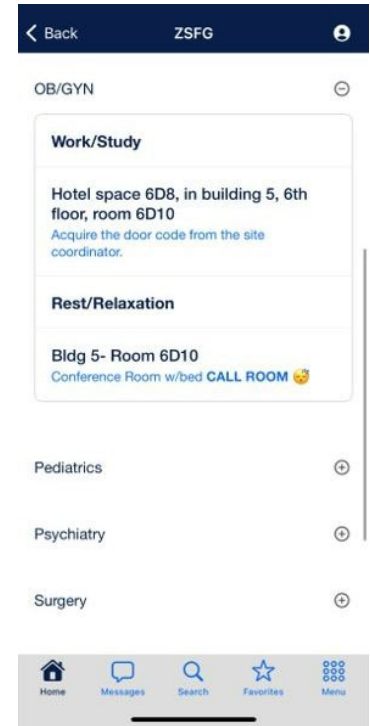 Back
ZSFG
OB/GYN
Work/Study
Hotel space 6D8, in building 5, 6th
floor, room 6D10
Acquire the door code from the site
coordinator.
Rest/Relaxation
Bldg 5- Room 6D10
Conference Room w/bed CALL ROOM 😴
Pediatrics
Psychiatry
Surgery
Home Messages Search Favorites Menu